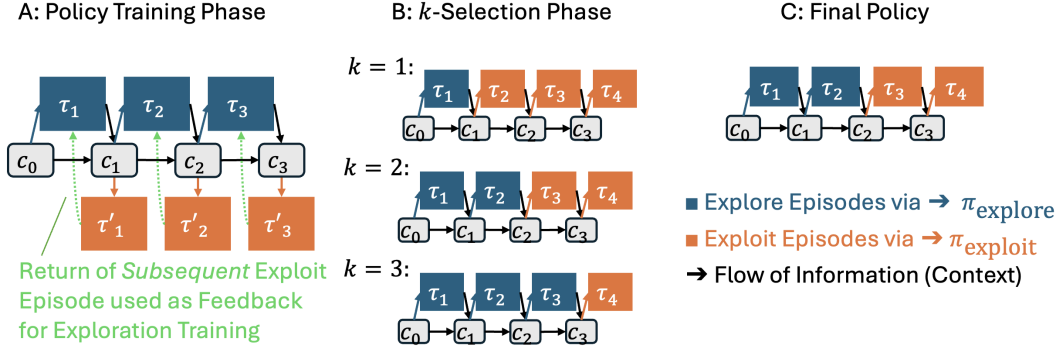 A: Policy Training Phase
τ₁ τ₂ τ₃
c₀ c₁ c₂ c₃
τ′₁ τ′₂ τ′₃
Return of Subsequent Exploit
Episode used as Feedback
for Exploration Training
B: k-Selection Phase
k = 1:
τ₁ τ₂ τ₃ τ₄
c₀ c₁ c₂ c₃
k = 2:
τ₁ τ₂ τ₃ τ₄
c₀ c₁ c₂ c₃
k = 3:
τ₁ τ₂ τ₃ τ₄
c₀ c₁ c₂ c₃
C: Final Policy
τ₁ τ₂ τ₃ τ₄
c₀ c₁ c₂ c₃
Explore Episodes via ➔ π_explore
Exploit Episodes via ➔ π_exploit
➔ Flow of Information (Context)